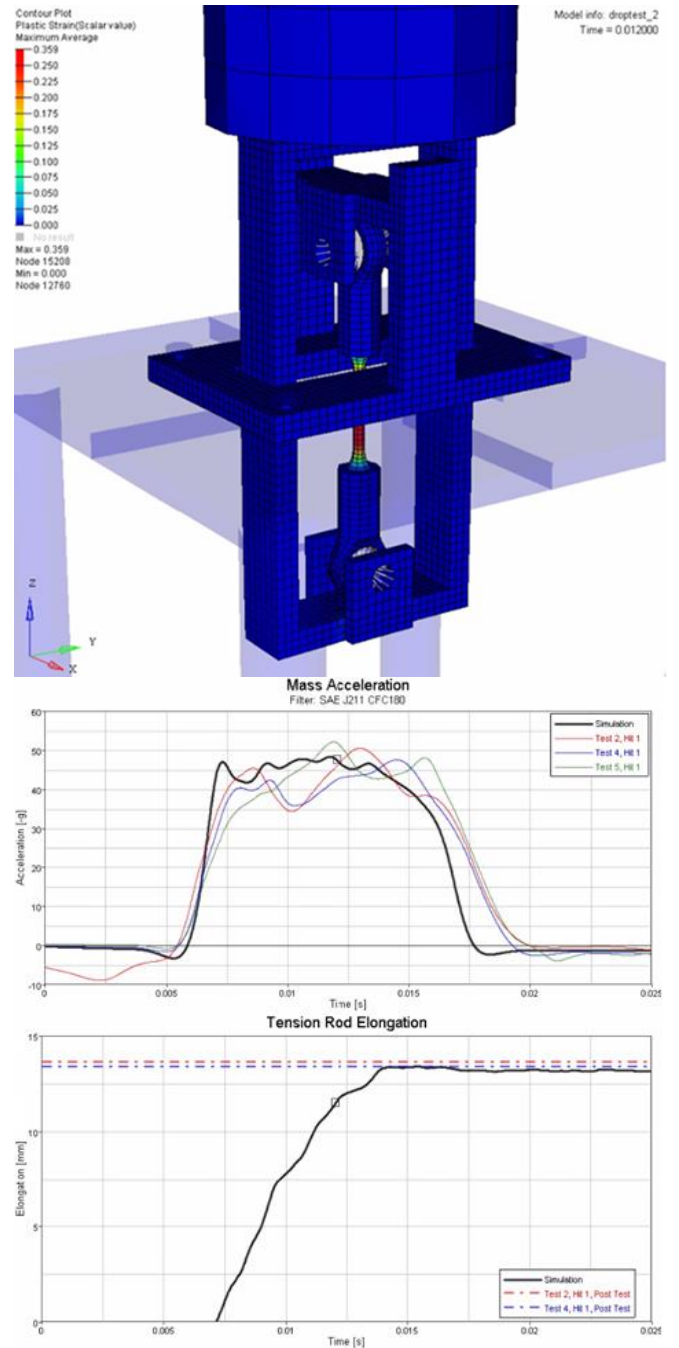 Contour Plot
Plastic Strain(Scalar value)
Maximum Average
Model info: droptest_2
Time = 0.012000
0.359
0.200
0.175
0.150
0.125
0.100
0.075
0.050
0.025
0.000
No result
Max = 0.359
Node 15208
Min = 0.000
Node 12760
Z
Y
X
Mass Acceleration
Filter: SAE J211 CFC180
Simulation
Test 2, Hit 1
Test 4, Hit 1
Test 5, Hit 1
Acceleration [-g]
60
50
40
30
20
10
0
-10
0
0.005
0.01
0.015
0.02
0.025
Time [s]
Tension Rod Elongation
Elongation [mm]
15
10
5
0
Simulation
Test 2, Hit 1, Post Test
Test 4, Hit 1, Post Test
0
0.005
0.01
0.015
0.02
0.025
Time [s]